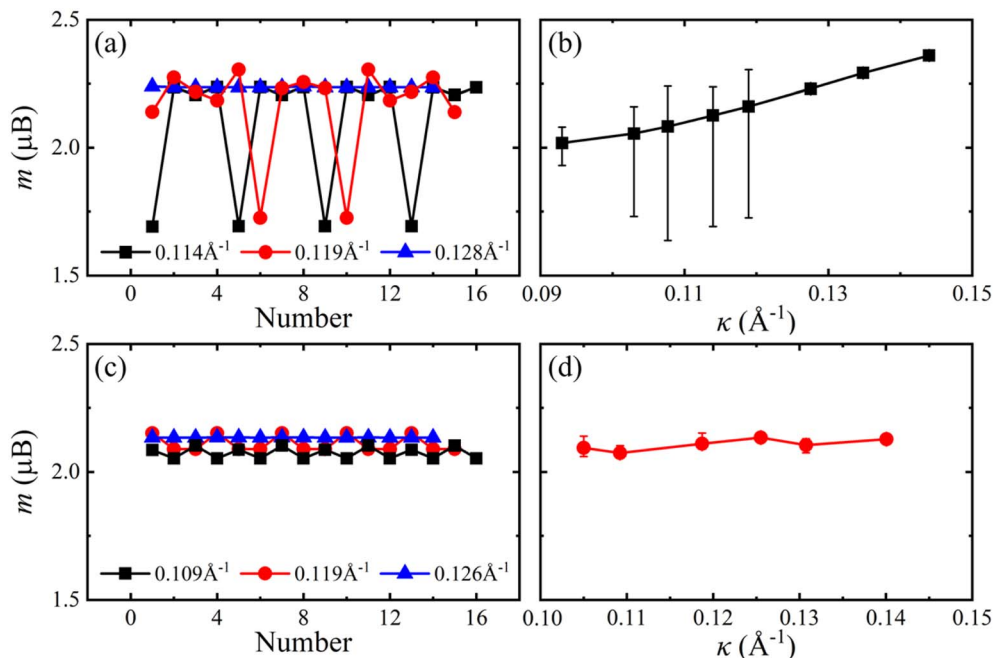 (a)
(b)
2.5
2.0
1.5
m (μB)
0.114Å⁻¹ 0.119Å⁻¹ 0.128Å⁻¹
0 4 8 12 16
Number
0.09 0.11 0.13 0.15
κ (Å⁻¹)
(c)
(d)
2.5
2.0
1.5
m (μB)
0.109Å⁻¹ 0.119Å⁻¹ 0.126Å⁻¹
0 4 8 12 16
Number
0.10 0.11 0.12 0.13 0.14 0.15
κ (Å⁻¹)